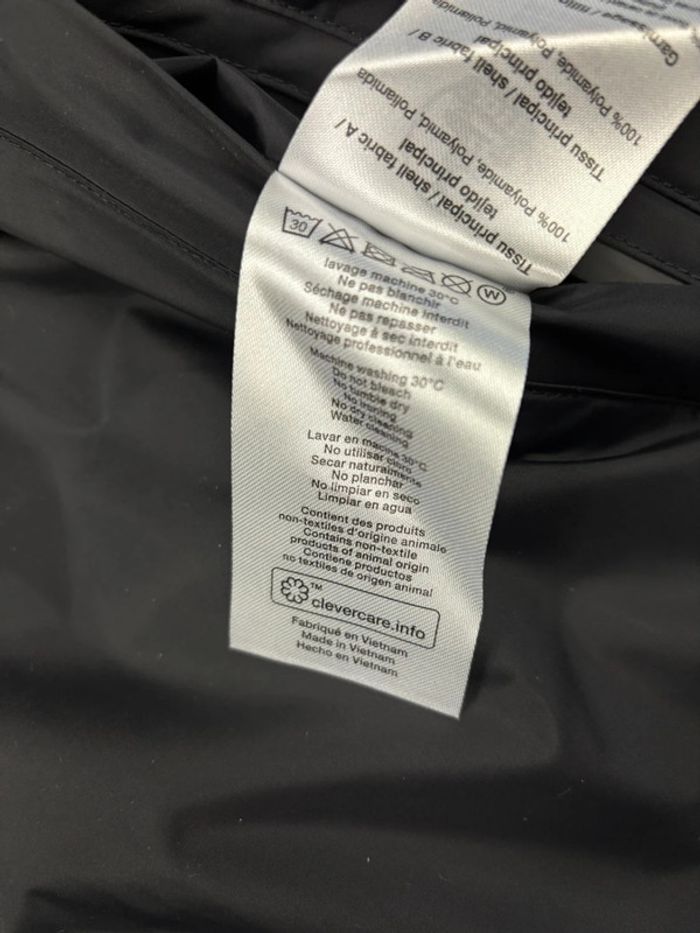 Garnissage /
100% Polyamide, Polyamid, Poliamida
tejido principal
Tissu principal / shell fabric B /
100% Polyamide, Polyamid, Poliamida
tejido principal
Tissu principal / shell fabric A /
30 W
lavage machine 30°C
Ne pas blanchir
Séchage machine interdit
Ne pas repasser
Nettoyage à sec interdit
Nettoyage professionnel à l'eau
Machine washing 30°C
Do not bleach
No tumble dry
No ironing
No dry cleaning
Water cleaning
Lavar en macina 30°C
No utilisar cloro
Secar naturalmente
No planchar
No limpiar en seco
Limpiar en agua
Contient des produits
non-textiles d'origine animale
Contains non-textile
products of animal origin
Contiene productos
no textiles de origen animal
™
clevercare.info
Fabriqué en Vietnam
Made in Vietnam
Hecho en Vietnam